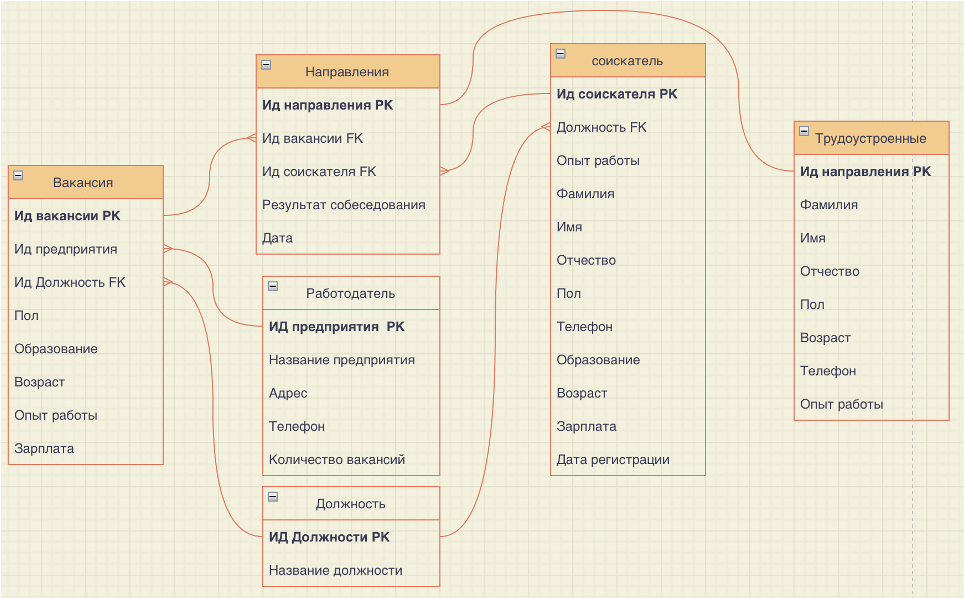 Вакансия
Ид вакансии PK
Ид предприятия
Ид Должность FK
Пол
Образование
Возраст
Опыт работы
Зарплата
Направления
Ид направления PK
Ид вакансии FK
Ид соискателя FK
Результат собеседования
Дата
Работодатель
ИД предприятия PK
Название предприятия
Адрес
Телефон
Количество вакансий
Должность
ИД Должности PK
Название должности
соискатель
Ид соискателя PK
Должность FK
Опыт работы
Фамилия
Имя
Отчество
Пол
Телефон
Образование
Возраст
Зарплата
Дата регистрации
Трудоустроенные
Ид направления PK
Фамилия
Имя
Отчество
Пол
Возраст
Телефон
Опыт работы